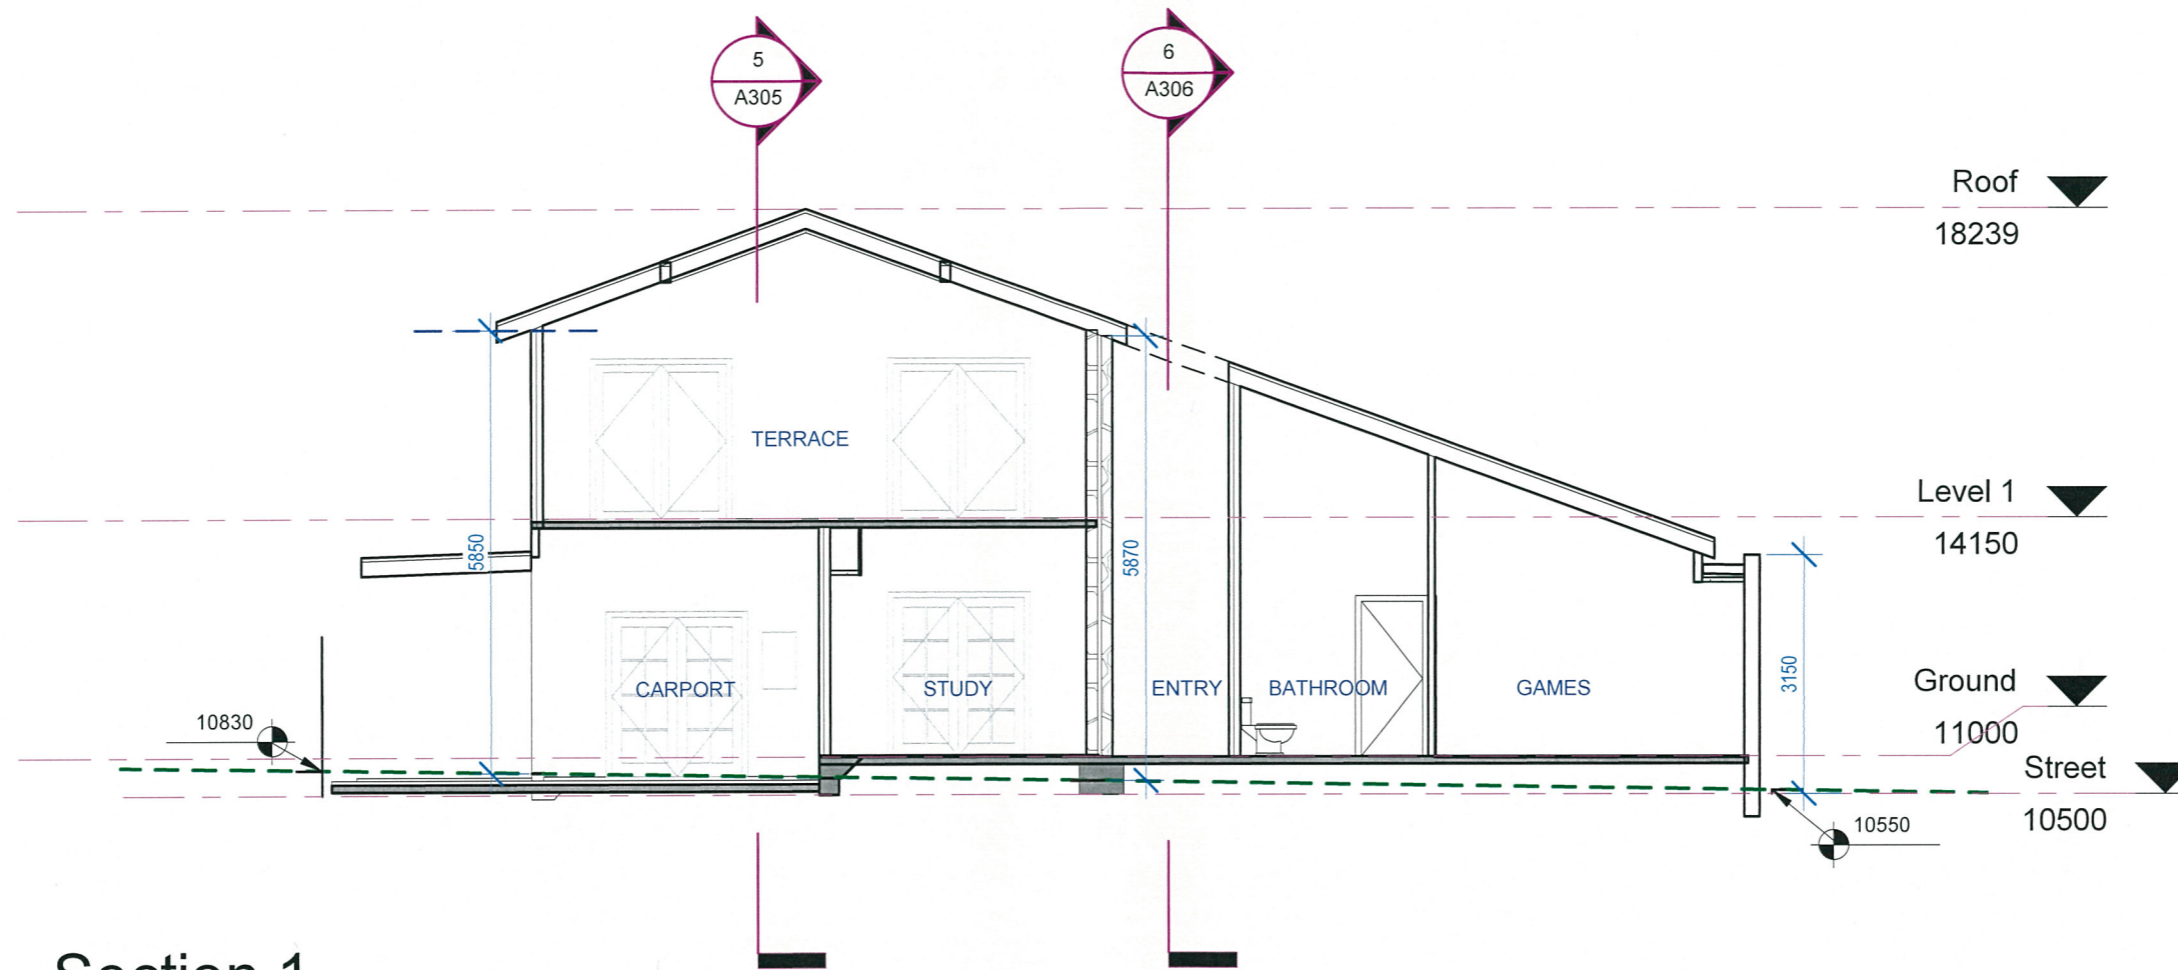 5
A305
6
A306
Roof
18239
Level 1
14150
Ground
11000
Street
10500
TERRACE
5850
5870
CARPORT
STUDY
ENTRY
BATHROOM
GAMES
3150
10830
10550
Section 1